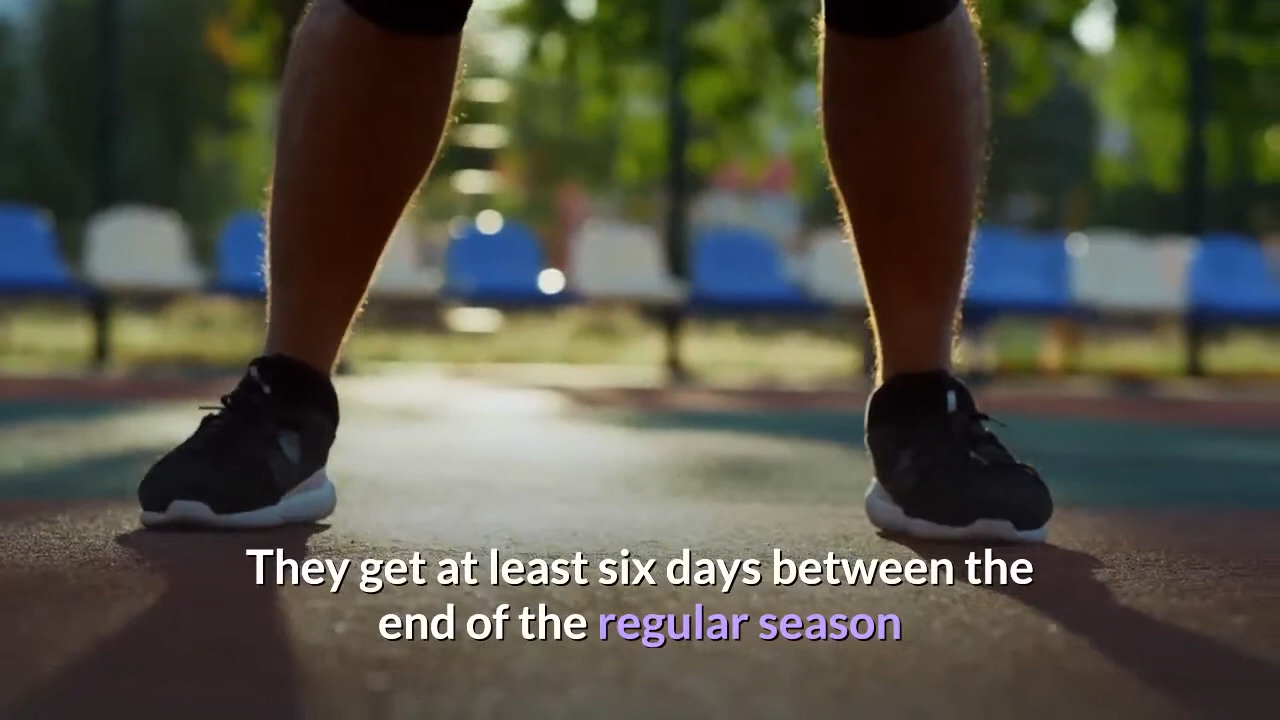 They get at least six days between the
end of the regular season